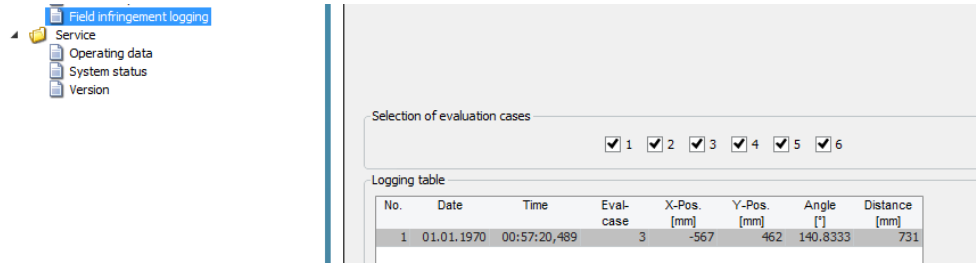 Field infringement logging
Service
Operating data
System status
Version
Selection of evaluation cases
1 2 3 4 5 6
Logging table
No. Date Time Eval-case X-Pos. [mm] Y-Pos. [mm] Angle [°] Distance [mm]
1 01.01.1970 00:57:20,489 3 -567 462 140.8333 731